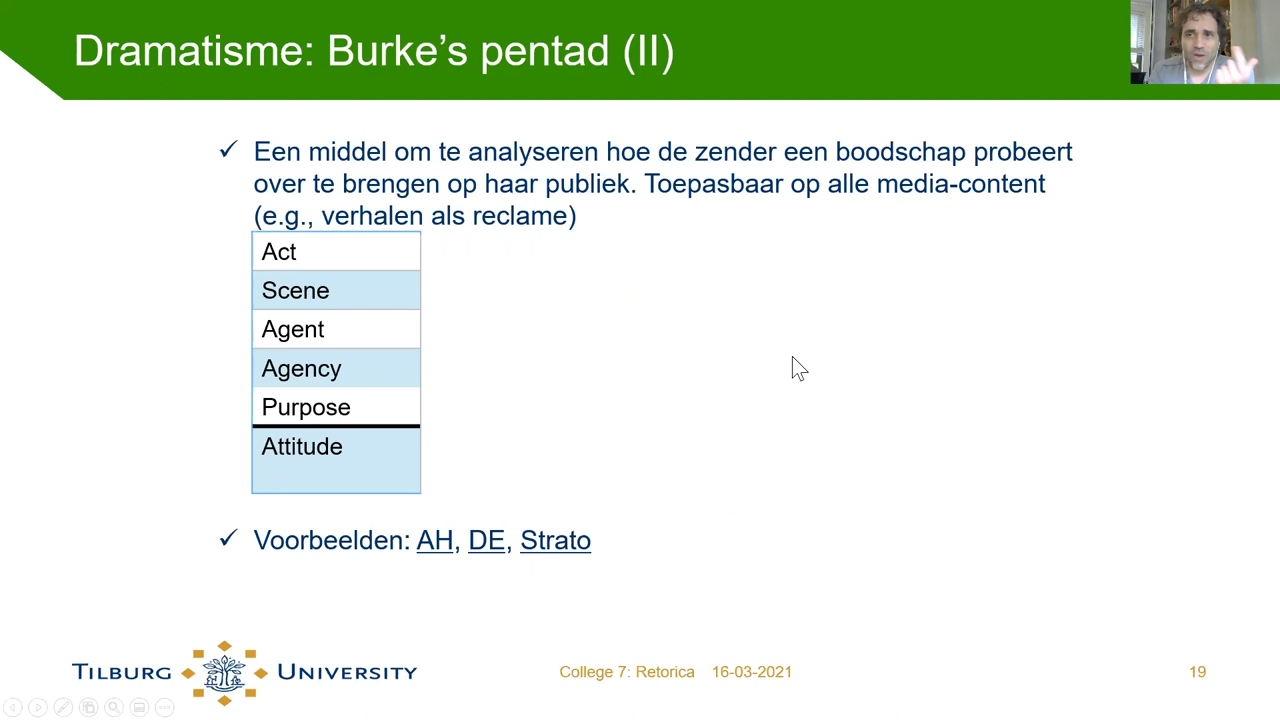 Dramatisme: Burke's pentad (II)
✓ Een middel om te analyseren hoe de zender een boodschap probeert
over te brengen op haar publiek. Toepasbaar op alle media-content
(e.g., verhalen als reclame)
Act
Scene
Agent
Agency
Purpose
Attitude
✓ Voorbeelden: AH, DE, Strato
TILBURG UNIVERSITY
College 7: Retorica 16-03-2021
19